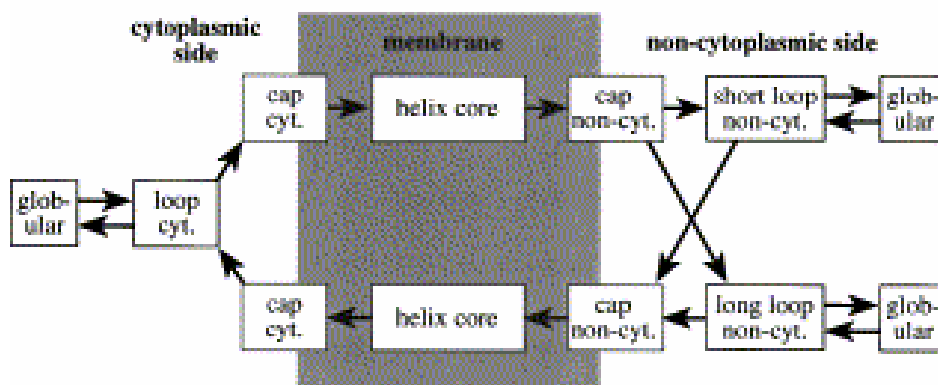 cytoplasmic
side
membrane
non-cytoplasmic side
cap
cyt.
helix core
cap
non-cyt.
short loop
non-cyt.
glob-
ular
glob-
ular
loop
cyt.
cap
cyt.
helix core
cap
non-cyt.
long loop
non-cyt.
glob-
ular